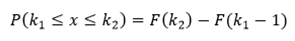 P(k₁ ≤ x ≤ k₂) = F(k₂) − F(k₁ − 1)